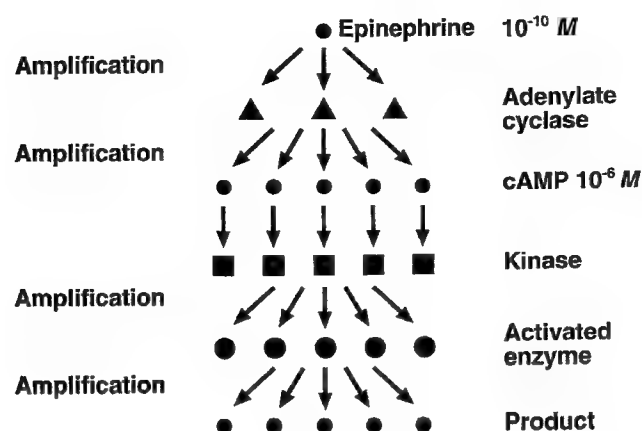 Epinephrine 10⁻¹⁰ M
Amplification
Adenylate
cyclase
Amplification
cAMP 10⁻⁶ M
Kinase
Amplification
Activated
enzyme
Amplification
Product